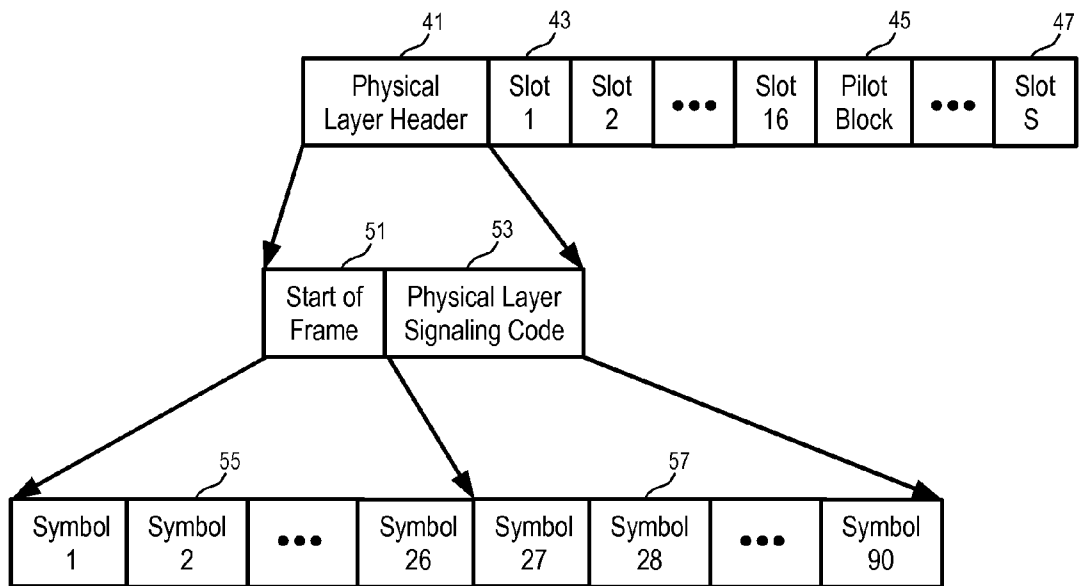 41
43
45
47
Physical
Layer Header
Slot
1
Slot
2
•••
Slot
16
Pilot
Block
•••
Slot
S
51
53
Start of
Frame
Physical Layer
Signaling Code
55
57
Symbol
1
Symbol
2
•••
Symbol
26
Symbol
27
Symbol
28
•••
Symbol
90